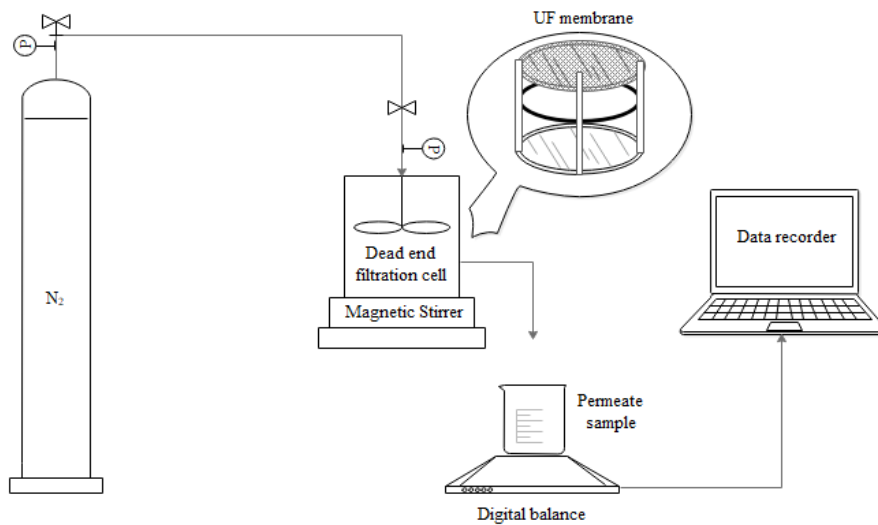 UF membrane
P
P
N₂
Dead end
filtration cell
Magnetic Stirrer
Data recorder
Permeate
sample
Digital balance